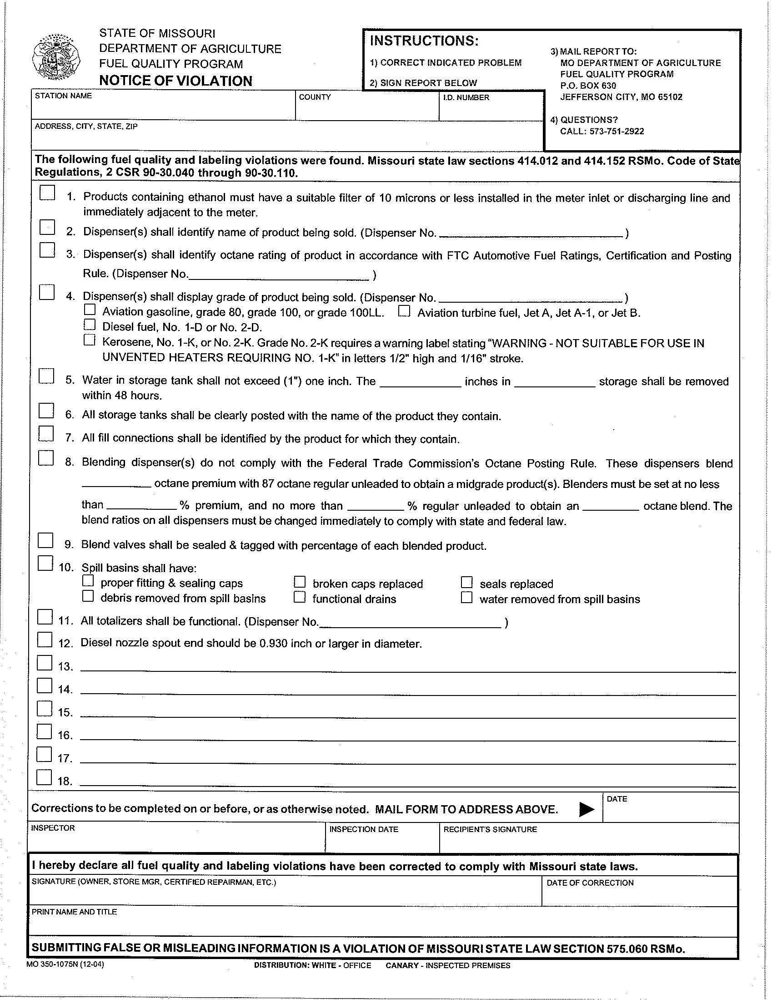 STATE OF MISSOURI
DEPARTMENT OF AGRICULTURE
FUEL QUALITY PROGRAM
NOTICE OF VIOLATION
INSTRUCTIONS:
1) CORRECT INDICATED PROBLEM
2) SIGN REPORT BELOW
3) MAIL REPORT TO:
MO DEPARTMENT OF AGRICULTURE
FUEL QUALITY PROGRAM
P.O. BOX 630
JEFFERSON CITY, MO 65102
4) QUESTIONS?
CALL: 573-751-2922
STATION NAME
COUNTY
I.D. NUMBER
ADDRESS, CITY, STATE, ZIP
The following fuel quality and labeling violations were found. Missouri state law sections 414.012 and 414.152 RSMo. Code of State
Regulations, 2 CSR 90-30.040 through 90-30.110.
1. Products containing ethanol must have a suitable filter of 10 microns or less installed in the meter inlet or discharging line and
immediately adjacent to the meter.
2. Dispenser(s) shall identify name of product being sold. (Dispenser No. )
3. Dispenser(s) shall identify octane rating of product in accordance with FTC Automotive Fuel Ratings, Certification and Posting
Rule. (Dispenser No. )
4. Dispenser(s) shall display grade of product being sold. (Dispenser No. )
Aviation gasoline, grade 80, grade 100, or grade 100LL. Aviation turbine fuel, Jet A, Jet A-1, or Jet B.
Diesel fuel, No. 1-D or No. 2-D.
Kerosene, No. 1-K, or No. 2-K. Grade No. 2-K requires a warning label stating “WARNING - NOT SUITABLE FOR USE IN
UNVENTED HEATERS REQUIRING NO. 1-K” in letters 1/2" high and 1/16" stroke.
5. Water in storage tank shall not exceed (1") one inch. The inches in storage shall be removed
within 48 hours.
6. All storage tanks shall be clearly posted with the name of the product they contain.
7. All fill connections shall be identified by the product for which they contain.
8. Blending dispenser(s) do not comply with the Federal Trade Commission's Octane Posting Rule. These dispensers blend
octane premium with 87 octane regular unleaded to obtain a midgrade product(s). Blenders must be set at no less
than % premium, and no more than % regular unleaded to obtain an octane blend. The
blend ratios on all dispensers must be changed immediately to comply with state and federal law.
9. Blend valves shall be sealed & tagged with percentage of each blended product.
10. Spill basins shall have:
proper fitting & sealing caps broken caps replaced seals replaced
debris removed from spill basins functional drains water removed from spill basins
11. All totalizers shall be functional. (Dispenser No. )
12. Diesel nozzle spout end should be 0.930 inch or larger in diameter.
13.
14.
15.
16.
17.
18.
Corrections to be completed on or before, or as otherwise noted. MAIL FORM TO ADDRESS ABOVE.
DATE
INSPECTOR
INSPECTION DATE
RECIPIENT'S SIGNATURE
I hereby declare all fuel quality and labeling violations have been corrected to comply with Missouri state laws.
SIGNATURE (OWNER, STORE MGR, CERTIFIED REPAIRMAN, ETC.)
DATE OF CORRECTION
PRINT NAME AND TITLE
SUBMITTING FALSE OR MISLEADING INFORMATION IS A VIOLATION OF MISSOURI STATE LAW SECTION 575.060 RSMo.
MO 350-1075N (12-04)
DISTRIBUTION: WHITE - OFFICE CANARY - INSPECTED PREMISES